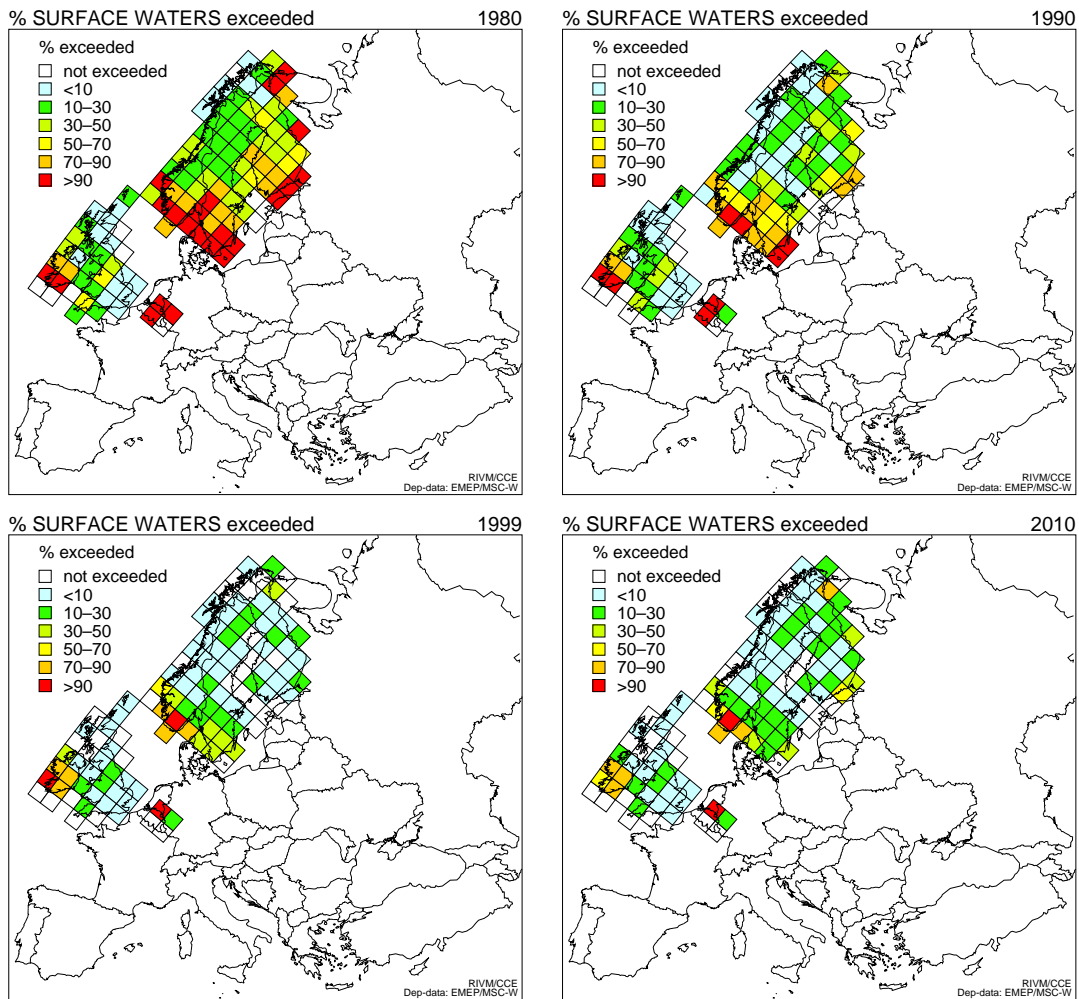 % SURFACE WATERS exceeded 1980
% exceeded
not exceeded
<10
10–30
30–50
50–70
70–90
>90
RIVM/CCE
Dep-data: EMEP/MSC-W
% SURFACE WATERS exceeded 1990
% exceeded
not exceeded
<10
10–30
30–50
50–70
70–90
>90
RIVM/CCE
Dep-data: EMEP/MSC-W
% SURFACE WATERS exceeded 1999
% exceeded
not exceeded
<10
10–30
30–50
50–70
70–90
>90
RIVM/CCE
Dep-data: EMEP/MSC-W
% SURFACE WATERS exceeded 2010
% exceeded
not exceeded
<10
10–30
30–50
50–70
70–90
>90
RIVM/CCE
Dep-data: EMEP/MSC-W